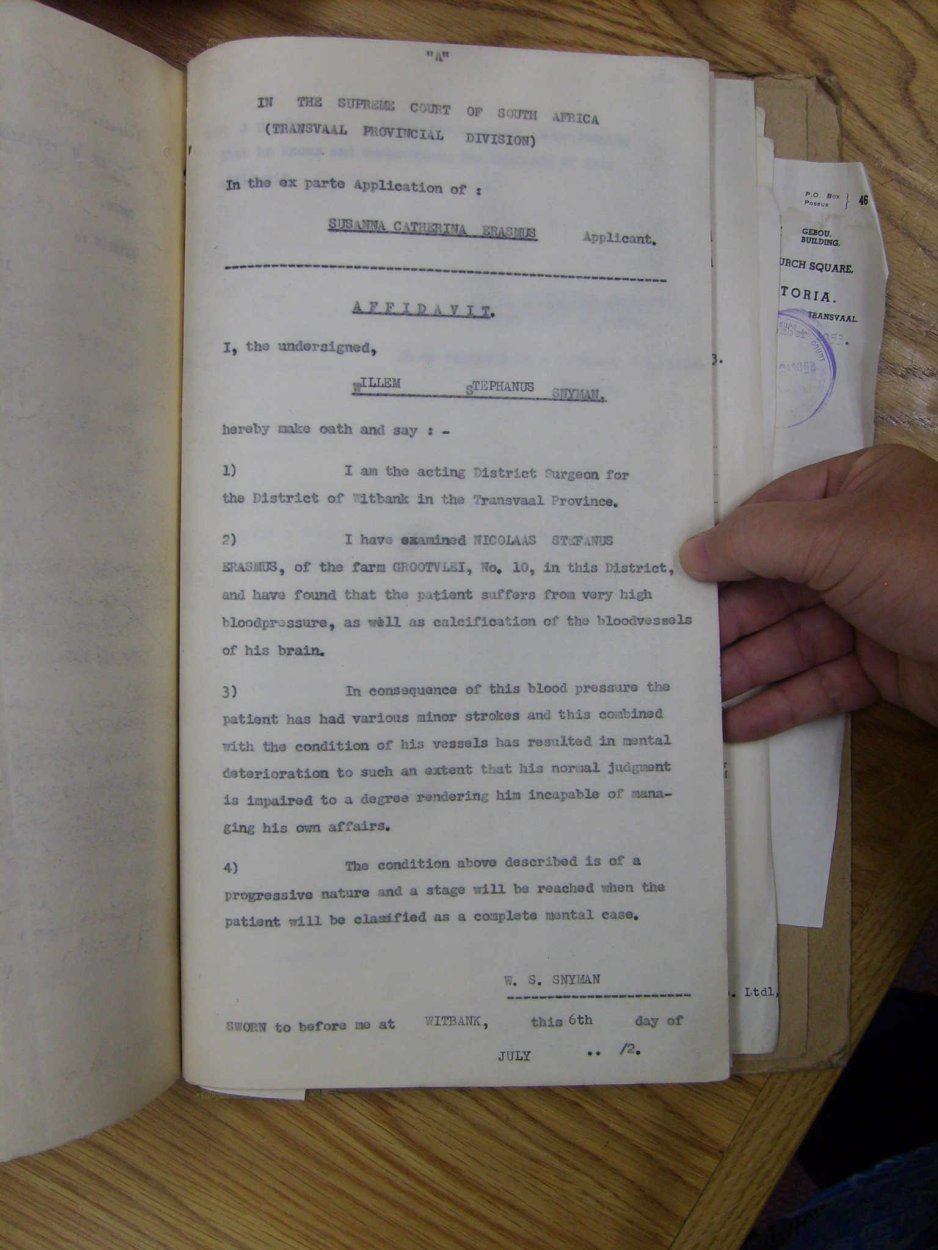 "A"
IN THE SUPREME COURT OF SOUTH AFRICA
(TRANSVAAL PROVINCIAL DIVISION)
In the ex parte Application of :
SUSANNA CATHERINA ERASMUS Applicant.
AFFIDAVIT.
I, the undersigned,
WILLEM STEPHANUS SNYMAN.
hereby make oath and say : -
1) I am the acting District Surgeon for
the District of Witbank in the Transvaal Province.
2) I have examined NICOLAAS STEFANUS
ERASMUS, of the farm GROOTVLEI, No. 10, in this District,
and have found that the patient suffers from very high
bloodpressure, as well as calcification of the bloodvessels
of his brain.
3) In consequence of this blood pressure the
patient has had various minor strokes and this combined
with the condition of his vessels has resulted in mental
deterioration to such an extent that his normal judgment
is impaired to a degree rendering him incapable of mana-
ging his own affairs.
4) The condition above described is of a
progressive nature and a stage will be reached when the
patient will be classified as a complete mental case.
W. S. SNYMAN
SWORN to before me at WITBANK, this 6th day of
JULY .. /2.
P.O. Box
Posbus } 46
GEBOU.
BUILDING.
URCH SQUARE,
TORIA.
TRANSVAAL.
3.
. Ltd,